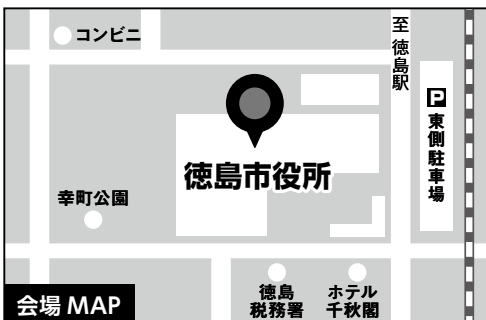 コンビニ
至
徳島駅
P
東側駐車場
徳島市役所
幸町公園
徳島
税務署
ホテル
千秋閣
会場 MAP